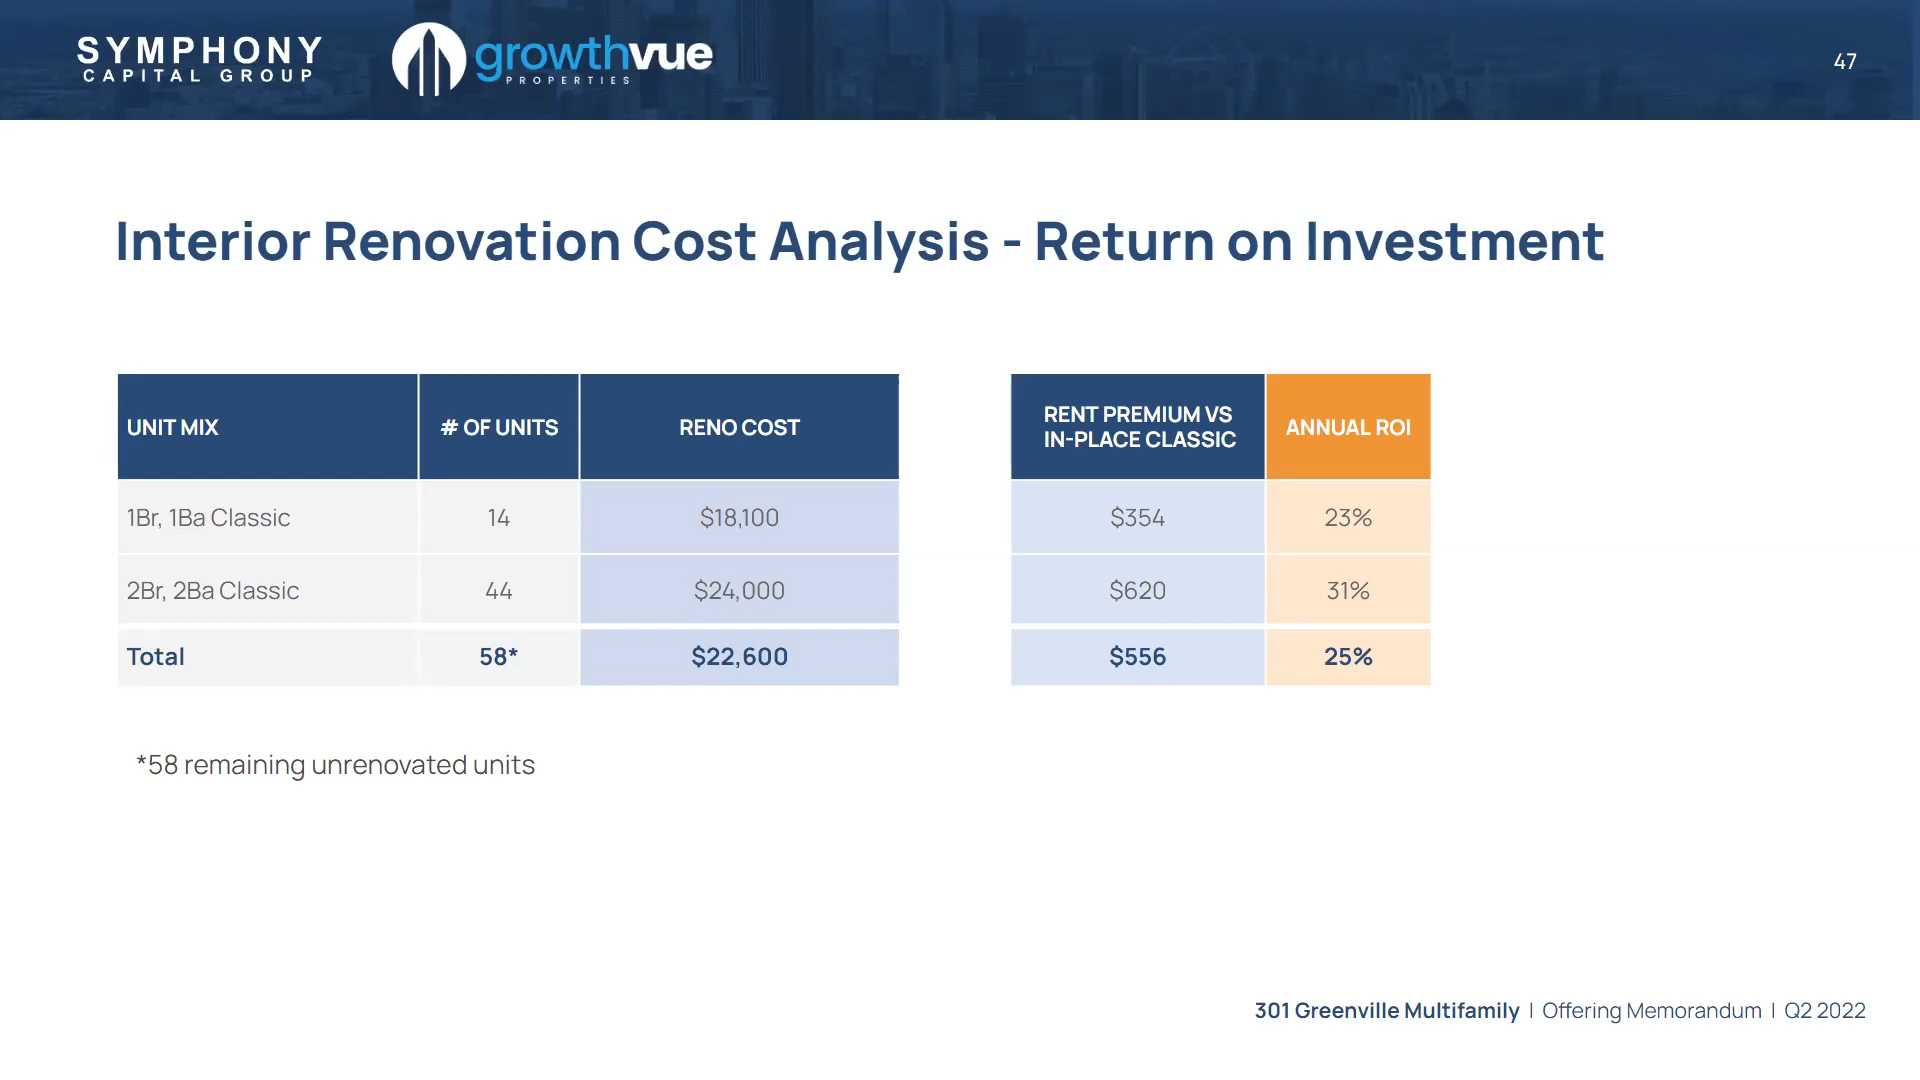 SYMPHONY
CAPITAL GROUP
growthvue
PROPERTIES
47
Interior Renovation Cost Analysis - Return on Investment
UNIT MIX # OF UNITS RENO COST
RENT PREMIUM VS
IN-PLACE CLASSIC
ANNUAL ROI
1Br, 1Ba Classic 14 $18,100 $354 23%
2Br, 2Ba Classic 44 $24,000 $620 31%
Total 58* $22,600 $556 25%
*58 remaining unrenovated units
301 Greenville Multifamily | Offering Memorandum | Q2 2022